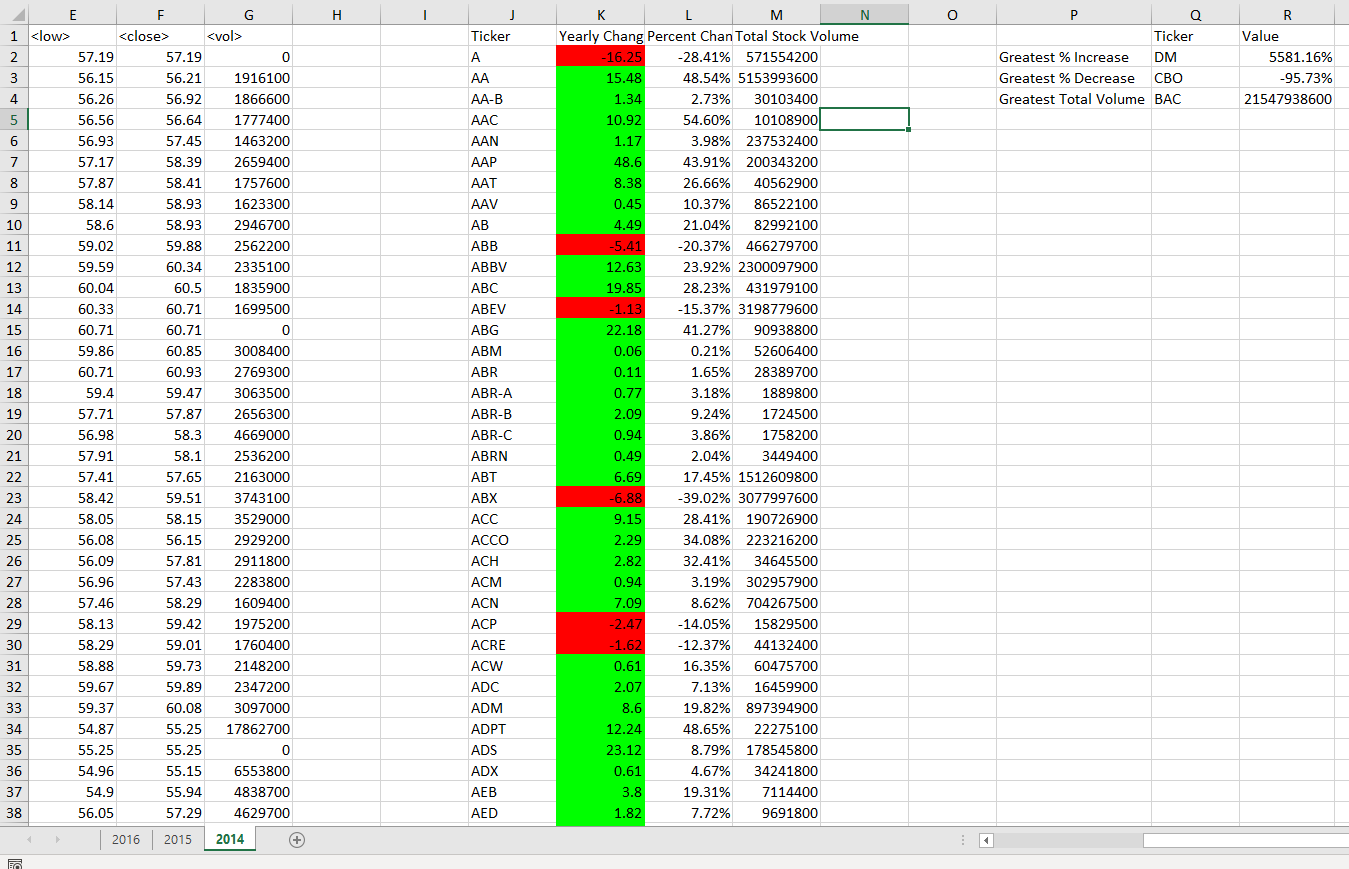 E F G H I J K L M N O P Q R
1 <low> <close> <vol> Ticker Yearly Chang Percent Chan Total Stock Volume Ticker Value
2 57.19 57.19 0 A -16.25 -28.41% 571554200 Greatest % Increase DM 5581.16%
3 56.15 56.21 1916100 AA 15.48 48.54% 5153993600 Greatest % Decrease CBO -95.73%
4 56.26 56.92 1866600 AA-B 1.34 2.73% 30103400 Greatest Total Volume BAC 21547938600
5 56.56 56.64 1777400 AAC 10.92 54.60% 10108900
6 56.93 57.45 1463200 AAN 1.17 3.98% 237532400
7 57.17 58.39 2659400 AAP 48.6 43.91% 200343200
8 57.87 58.41 1757600 AAT 8.38 26.66% 40562900
9 58.14 58.93 1623300 AAV 0.45 10.37% 86522100
10 58.6 58.93 2946700 AB 4.49 21.04% 82992100
11 59.02 59.88 2562200 ABB -5.41 -20.37% 466279700
12 59.59 60.34 2335100 ABBV 12.63 23.92% 2300097900
13 60.04 60.5 1835900 ABC 19.85 28.23% 431979100
14 60.33 60.71 1699500 ABEV -1.13 -15.37% 3198779600
15 60.71 60.71 0 ABG 22.18 41.27% 90938800
16 59.86 60.85 3008400 ABM 0.06 0.21% 52606400
17 60.71 60.93 2769300 ABR 0.11 1.65% 28389700
18 59.4 59.47 3063500 ABR-A 0.77 3.18% 1889800
19 57.71 57.87 2656300 ABR-B 2.09 9.24% 1724500
20 56.98 58.3 4669000 ABR-C 0.94 3.86% 1758200
21 57.91 58.1 2536200 ABRN 0.49 2.04% 3449400
22 57.41 57.65 2163000 ABT 6.69 17.45% 1512609800
23 58.42 59.51 3743100 ABX -6.88 -39.02% 3077997600
24 58.05 58.15 3529000 ACC 9.15 28.41% 190726900
25 56.08 56.15 2929200 ACCO 2.29 34.08% 223216200
26 56.09 57.81 2911800 ACH 2.82 32.41% 34645500
27 56.96 57.43 2283800 ACM 0.94 3.19% 302957900
28 57.46 58.29 1609400 ACN 7.09 8.62% 704267500
29 58.13 59.42 1975200 ACP -2.47 -14.05% 15829500
30 58.29 59.01 1760400 ACRE -1.62 -12.37% 44132400
31 58.88 59.73 2148200 ACW 0.61 16.35% 60475700
32 59.67 59.89 2347200 ADC 2.07 7.13% 16459900
33 59.37 60.08 3097000 ADM 8.6 19.82% 897394900
34 54.87 55.25 17862700 ADPT 12.24 48.65% 22275100
35 55.25 55.25 0 ADS 23.12 8.79% 178545800
36 54.96 55.15 6553800 ADX 0.61 4.67% 34241800
37 54.9 55.94 4838700 AEB 3.8 19.31% 7114400
38 56.05 57.29 4629700 AED 1.82 7.72% 9691800
2016 2015 2014